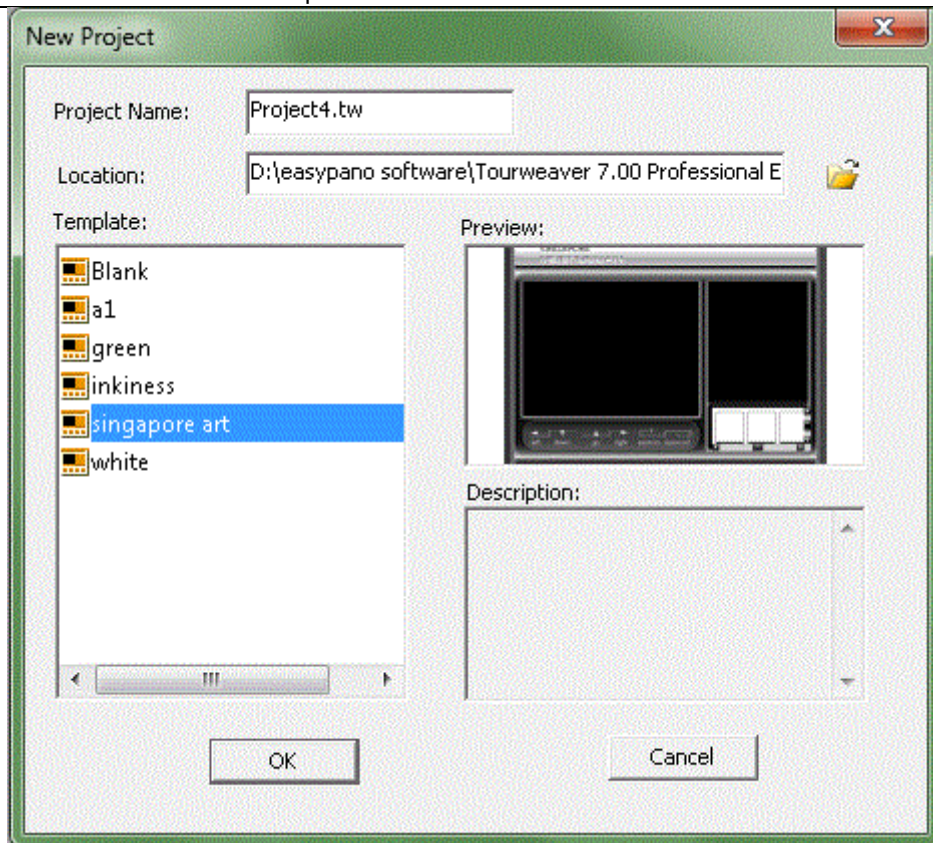 New Project
Project Name:
Project4.tw
Location:
D:\easypano software\Tourweaver 7.00 Professional E
Template:
Blank
a1
green
inkiness
singapore art
white
Preview:
Description:
OK
Cancel